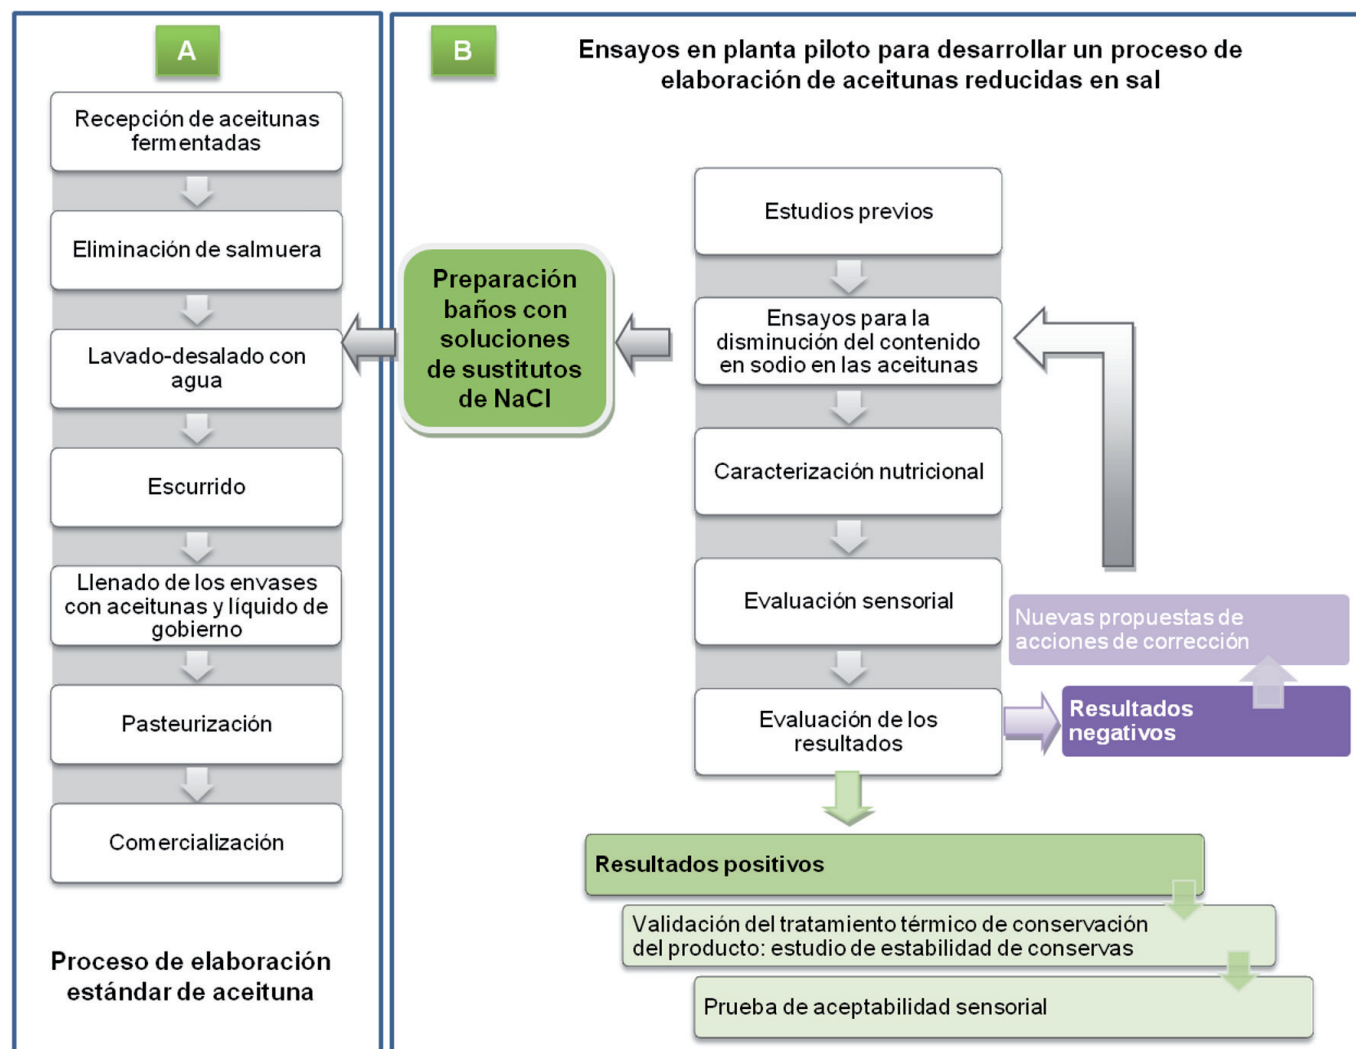 A
Recepción de aceitunas
fermentadas
Eliminación de salmuera
Lavado-desalado con
agua
Escurrido
Llenado de los envases
con aceitunas y líquido de
gobierno
Pasteurización
Comercialización
Proceso de elaboración
estándar de aceituna
B
Ensayos en planta piloto para desarrollar un proceso de
elaboración de aceitunas reducidas en sal
Preparación
baños con
soluciones
de sustitutos
de NaCl
Estudios previos
Ensayos para la
disminución del contenido
en sodio en las aceitunas
Caracterización nutricional
Evaluación sensorial
Evaluación de los
resultados
Nuevas propuestas de
acciones de corrección
Resultados
negativos
Resultados positivos
Validación del tratamiento térmico de conservación
del producto: estudio de estabilidad de conservas
Prueba de aceptabilidad sensorial